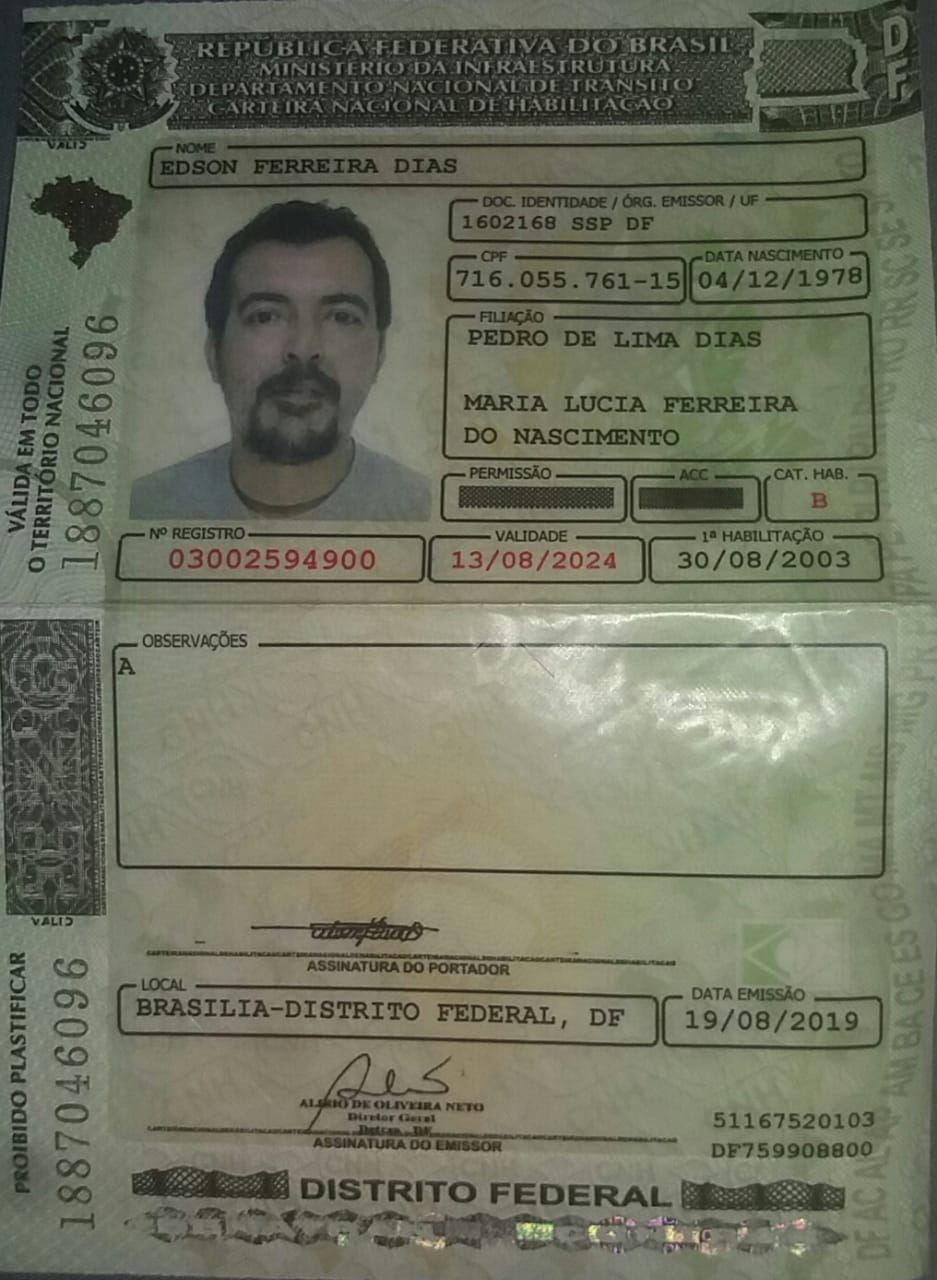 REPÚBLICA FEDERATIVA DO BRASIL
MINISTÉRIO DA INFRAESTRUTURA
DEPARTAMENTO NACIONAL DE TRÂNSITO
CARTEIRA NACIONAL DE HABILITAÇÃO
DF
VALID
NOME
EDSON FERREIRA DIAS
DOC. IDENTIDADE / ÓRG. EMISSOR / UF
1602168 SSP DF
CPF
716.055.761-15
DATA NASCIMENTO
04/12/1978
FILIAÇÃO
PEDRO DE LIMA DIAS
MARIA LUCIA FERREIRA
DO NASCIMENTO
PERMISSÃO
ACC
CAT. HAB.
B
VÁLIDA EM TODO
O TERRITÓRIO NACIONAL
1887046096
Nº REGISTRO
03002594900
VALIDADE
13/08/2024
1ª HABILITAÇÃO
30/08/2003
OBSERVAÇÕES
A
VALID
ASSINATURA DO PORTADOR
LOCAL
BRASILIA-DISTRITO FEDERAL, DF
DATA EMISSÃO
19/08/2019
PROIBIDO PLASTIFICAR
1887046096
ALIRIO DE OLIVEIRA NETO
Diretor Geral
Detran - DF
ASSINATURA DO EMISSOR
51167520103
DF759908800
DISTRITO FEDERAL